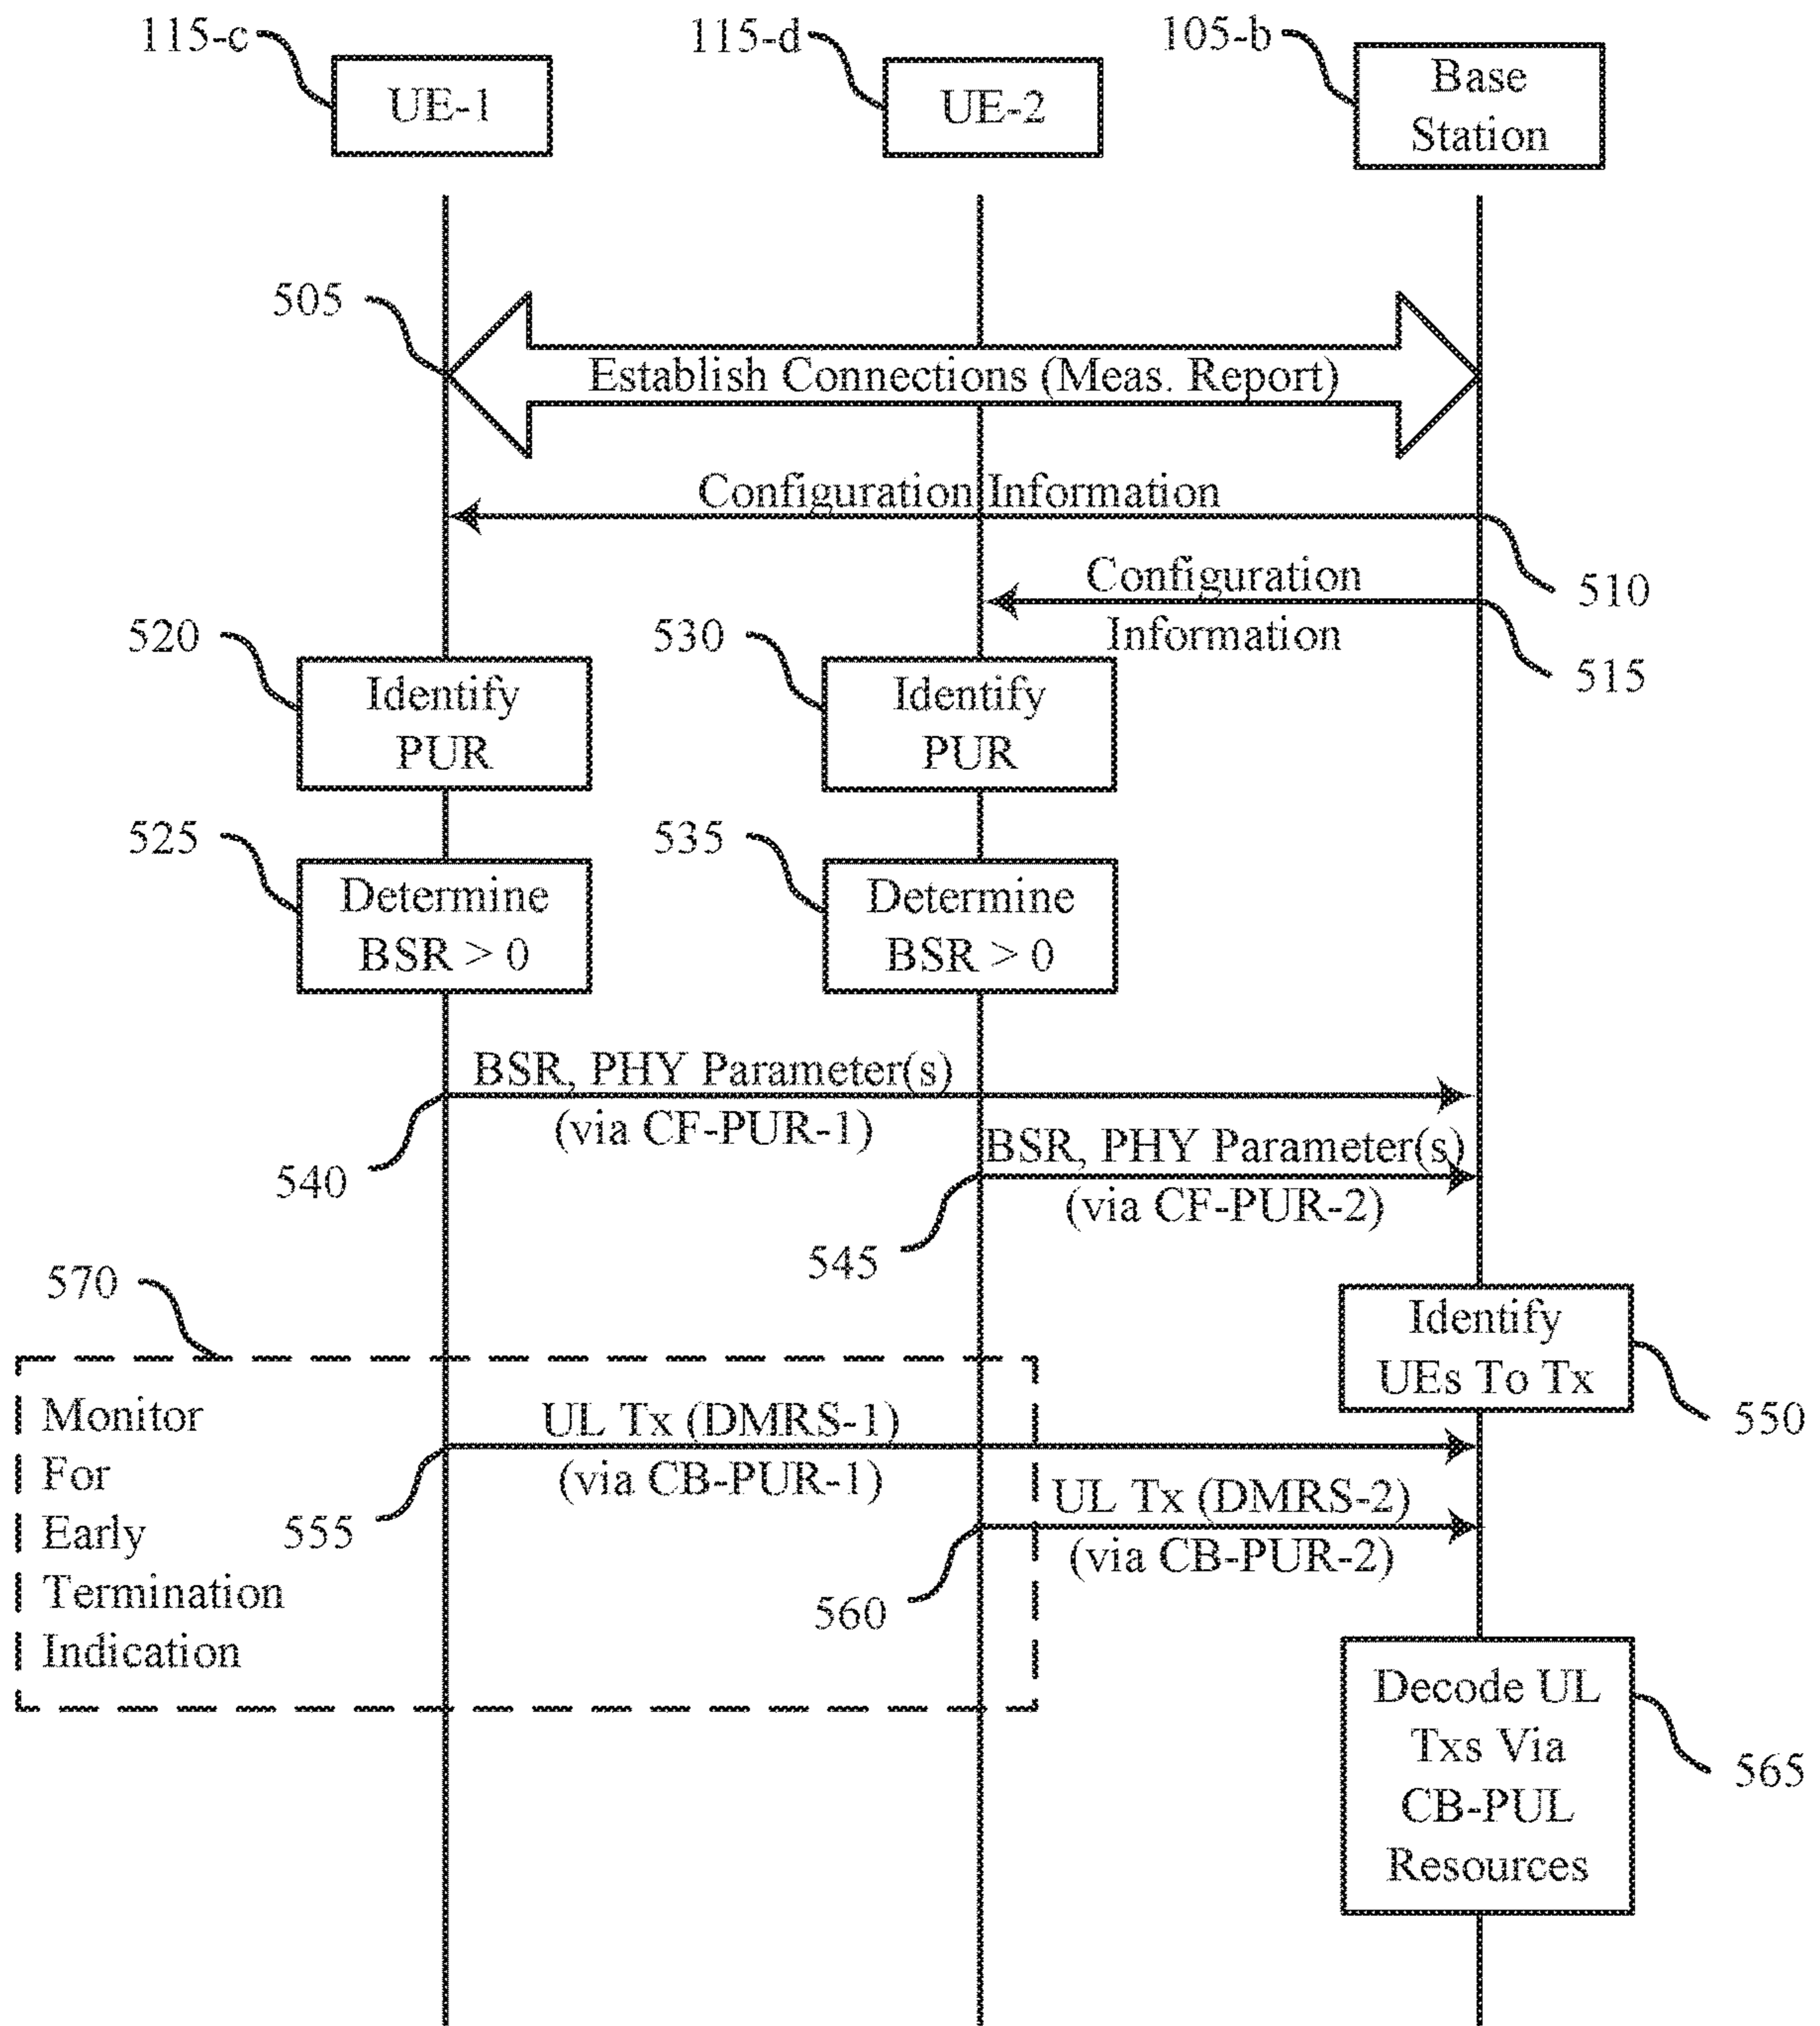 115-c
115-d
105-b
UE-1
UE-2
Base
Station
505
Establish Connections (Meas. Report)
Configuration Information
510
Configuration
Information
515
520
530
Identify
PUR
Identify
PUR
525
535
Determine
BSR > 0
Determine
BSR > 0
BSR, PHY Parameter(s)
(via CF-PUR-1)
540
BSR, PHY Parameter(s)
(via CF-PUR-2)
545
570
Identify
UEs To Tx
550
Monitor
For
Early
Termination
Indication
UL Tx (DMRS-1)
(via CB-PUR-1)
555
UL Tx (DMRS-2)
(via CB-PUR-2)
560
Decode UL
Txs Via
CB-PUL
Resources
565